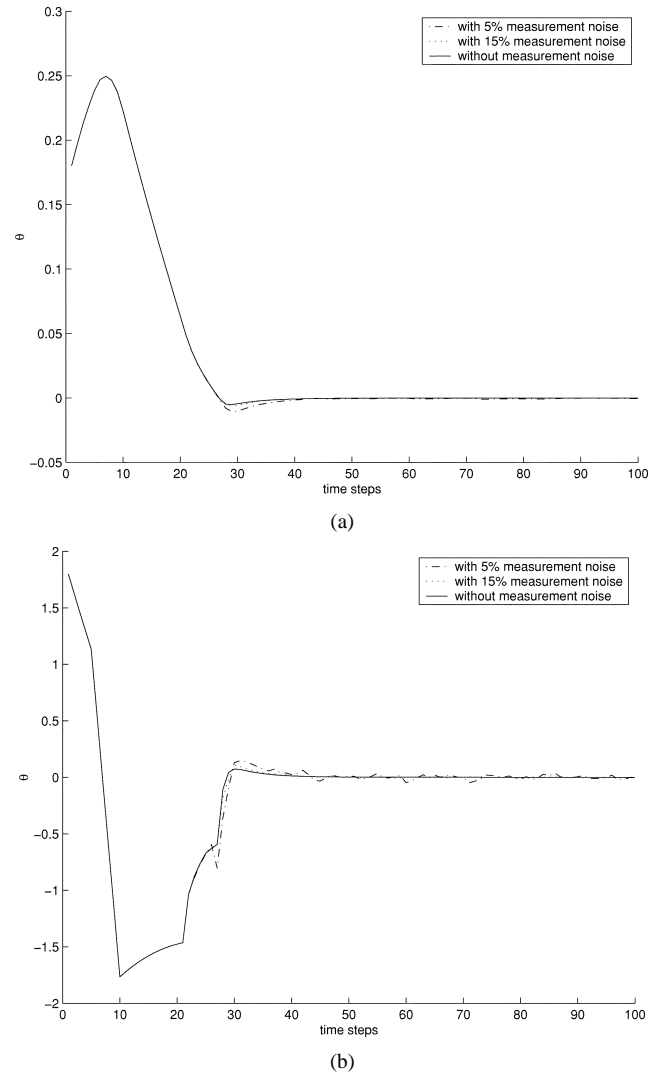 0.3
0.25
0.2
0.15
0.1
0.05
0
−0.05
θ
with 5% measurement noise
with 15% measurement noise
without measurement noise
0 10 20 30 40 50 60 70 80 90 100
time steps
(a)
2
1.5
1
0.5
0
−0.5
−1
−1.5
−2
θ
with 5% measurement noise
with 15% measurement noise
without measurement noise
0 10 20 30 40 50 60 70 80 90 100
time steps
(b)